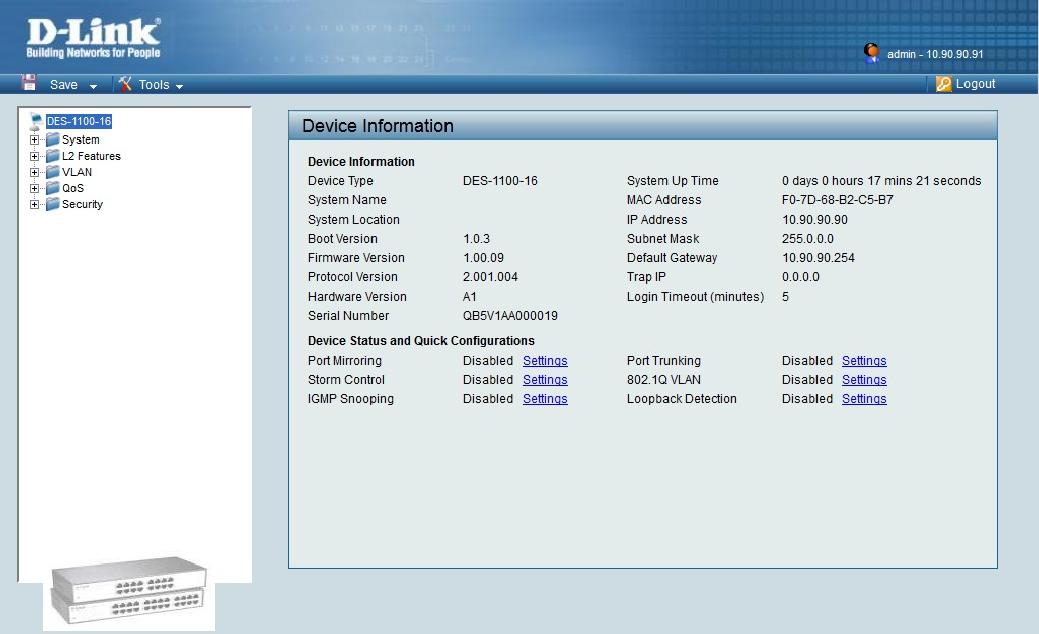 D-Link®
Building Networks for People
admin - 10.90.90.91
Save
Tools
Logout
DES-1100-16
System
L2 Features
VLAN
QoS
Security
Device Information
Device Information
Device Type DES-1100-16 System Up Time 0 days 0 hours 17 mins 21 seconds
System Name MAC Address F0-7D-68-B2-C5-B7
System Location IP Address 10.90.90.90
Boot Version 1.0.3 Subnet Mask 255.0.0.0
Firmware Version 1.00.09 Default Gateway 10.90.90.254
Protocol Version 2.001.004 Trap IP 0.0.0.0
Hardware Version A1 Login Timeout (minutes) 5
Serial Number QB5V1AA000019
Device Status and Quick Configurations
Port Mirroring Disabled Settings Port Trunking Disabled Settings
Storm Control Disabled Settings 802.1Q VLAN Disabled Settings
IGMP Snooping Disabled Settings Loopback Detection Disabled Settings